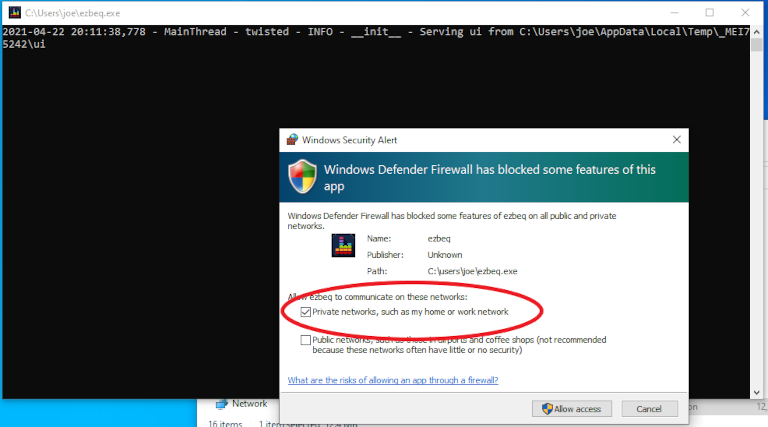 C:\Users\joe\ezbeq.exe
2021-04-22 20:11:38,778 - MainThread - twisted - INFO - __init__ - Serving ui from C:\Users\joe\AppData\Local\Temp\_MEI7
5242\ui
Windows Security Alert
Windows Defender Firewall has blocked some features of this
app
Windows Defender Firewall has blocked some features of ezbeq on all public and private
networks.
Name: ezbeq
Publisher: Unknown
Path: C:\users\joe\ezbeq.exe
Allow ezbeq to communicate on these networks:
Private networks, such as my home or work network
Public networks, such as those in airports and coffee shops (not recommended
because these networks often have little or no security)
What are the risks of allowing an app through a firewall?
Allow access Cancel
Network
16 items 1 item selected